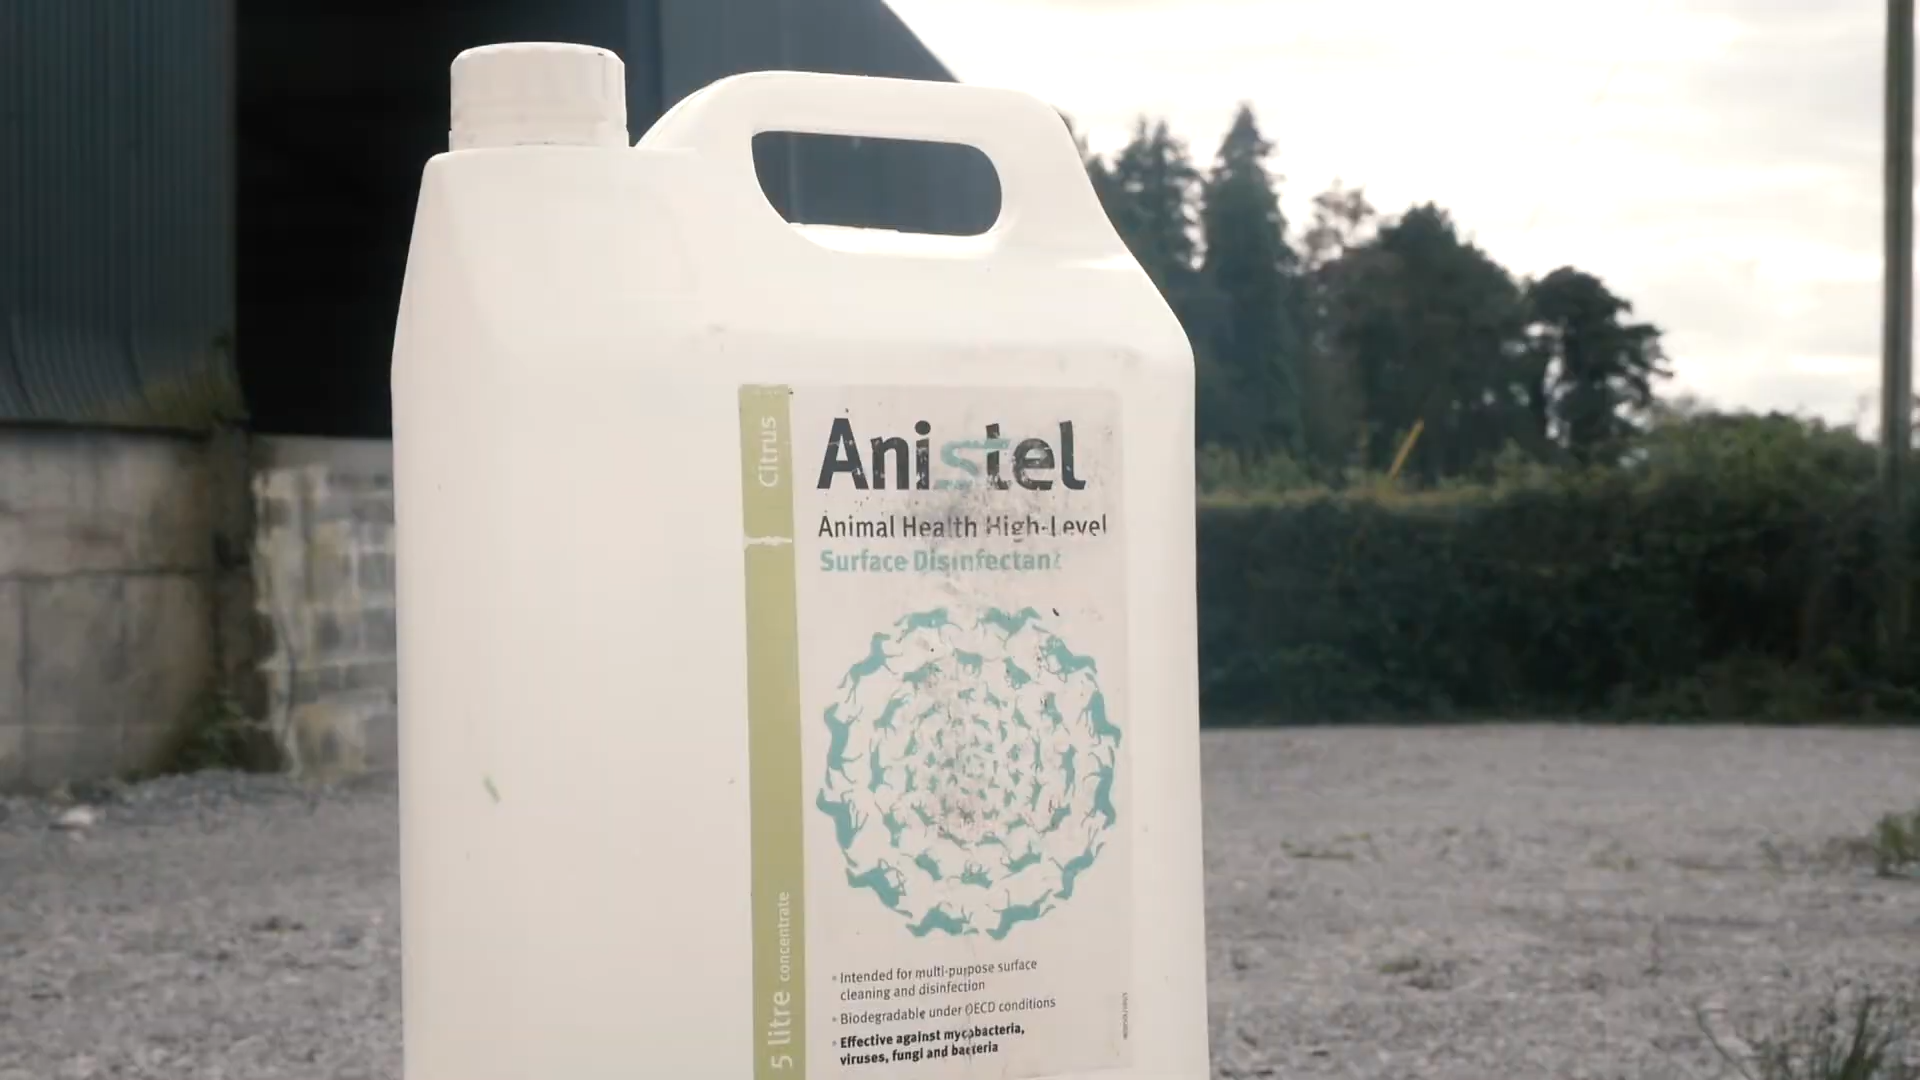 Citrus
Anistel
Animal Health High-Level
Surface Disinfectant
5 litre concentrate
• Intended for multi-purpose surface
cleaning and disinfection
• Biodegradable under OECD conditions
• Effective against mycobacteria,
viruses, fungi and bacteria